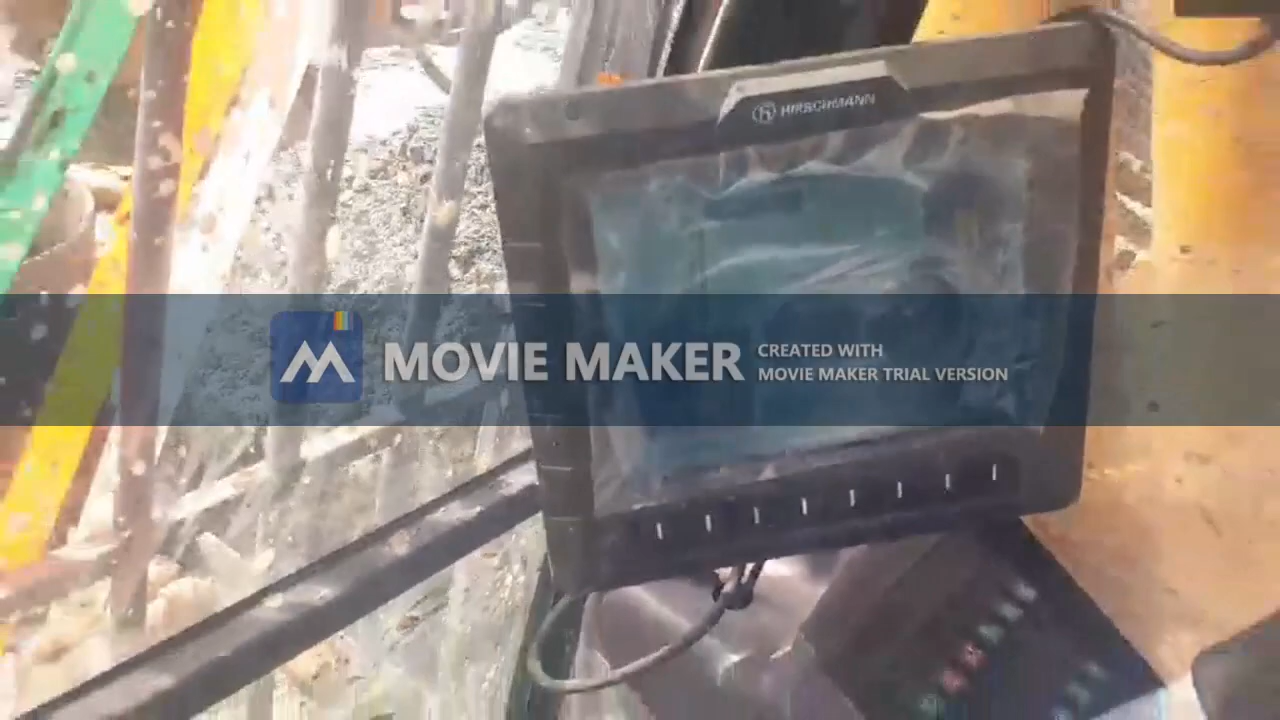 HIRSCHMANN
MOVIE MAKER
CREATED WITH
MOVIE MAKER TRIAL VERSION